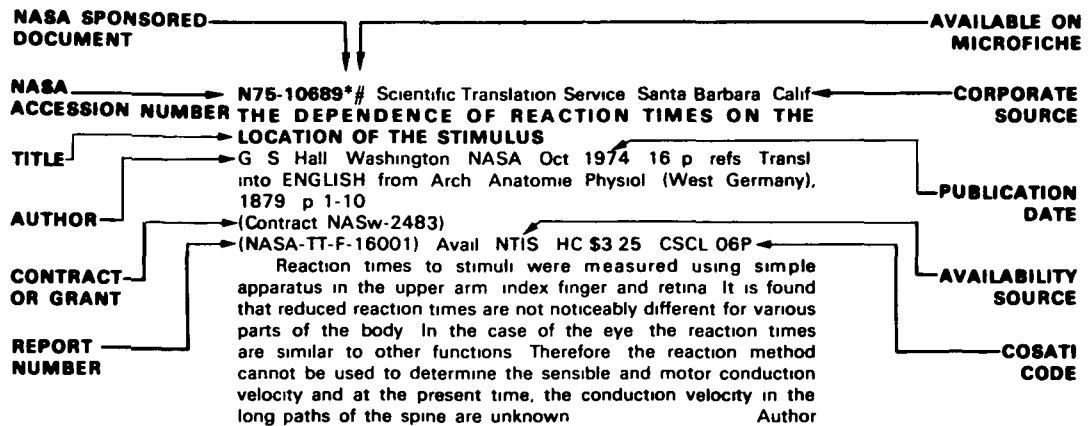 NASA SPONSORED
DOCUMENT
AVAILABLE ON
MICROFICHE
NASA
ACCESSION NUMBER
N75-10689*# Scientific Translation Service Santa Barbara Calif
CORPORATE
SOURCE
THE DEPENDENCE OF REACTION TIMES ON THE
LOCATION OF THE STIMULUS
TITLE
G S Hall Washington NASA Oct 1974 16 p refs Transl
into ENGLISH from Arch Anatomie Physiol (West Germany),
1879 p 1-10
PUBLICATION
DATE
AUTHOR
(Contract NASw-2483)
(NASA-TT-F-16001) Avail NTIS HC $3 25 CSCL 06P
CONTRACT
OR GRANT
AVAILABILITY
SOURCE
Reaction times to stimuli were measured using simple
apparatus in the upper arm index finger and retina It is found
that reduced reaction times are not noticeably different for various
parts of the body In the case of the eye the reaction times
are similar to other functions Therefore the reaction method
cannot be used to determine the sensible and motor conduction
velocity and at the present time, the conduction velocity in the
long paths of the spine are unknown Author
REPORT
NUMBER
COSATI
CODE